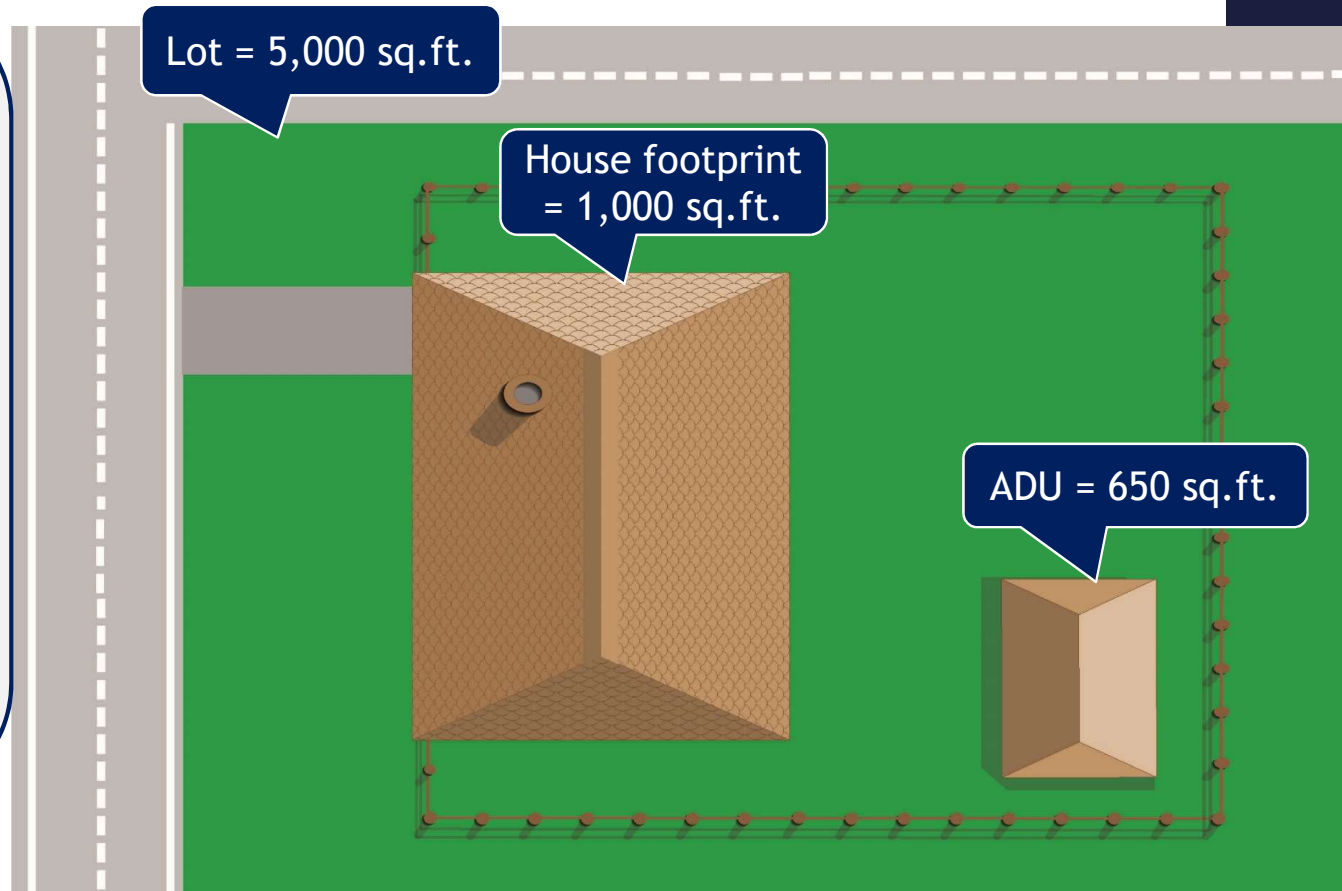 Lot = 5,000 sq.ft.
House footprint
= 1,000 sq.ft.
ADU = 650 sq.ft.